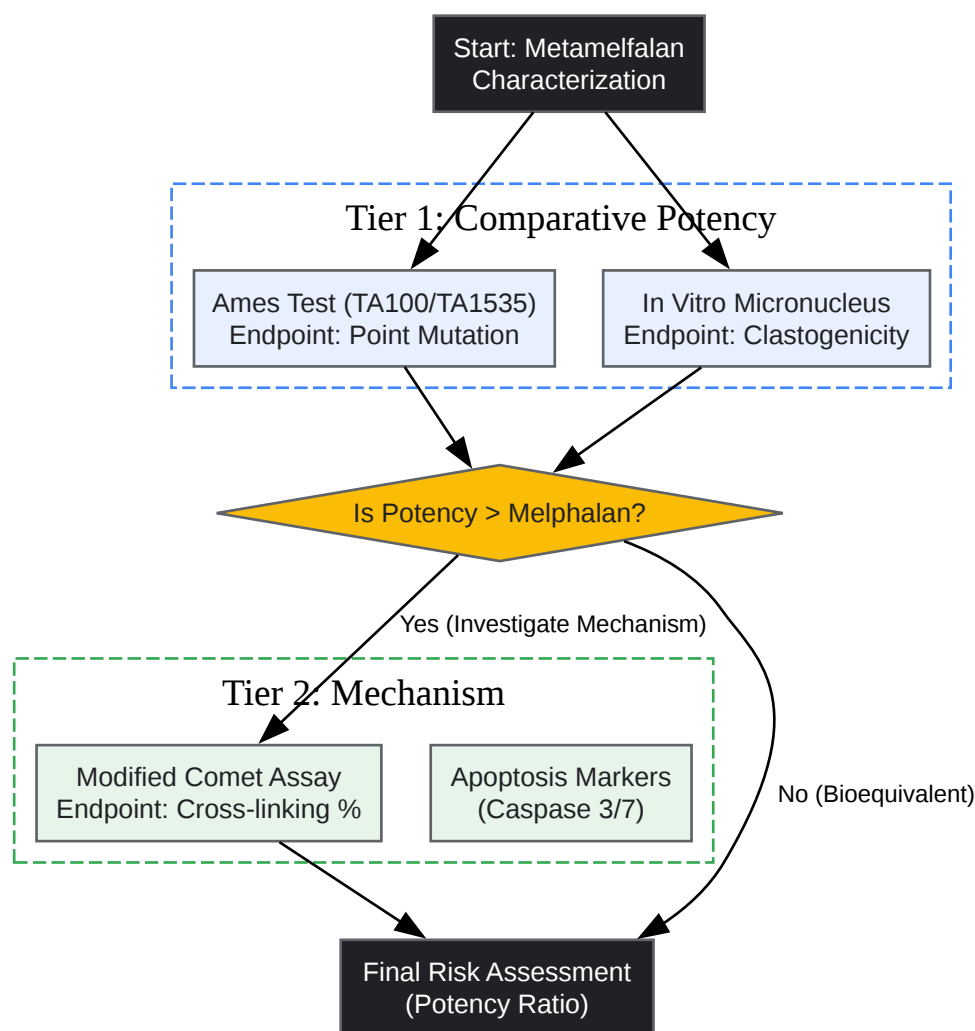 Start: Metamelfalan
Characterization
Tier 1: Comparative Potency
Ames Test (TA100/TA1535)
Endpoint: Point Mutation
In Vitro Micronucleus
Endpoint: Clastogenicity
Is Potency > Melphalan?
Yes (Investigate Mechanism)
Tier 2: Mechanism
Modified Comet Assay
Endpoint: Cross-linking %
Apoptosis Markers
(Caspase 3/7)
No (Bioequivalent)
Final Risk Assessment
(Potency Ratio)